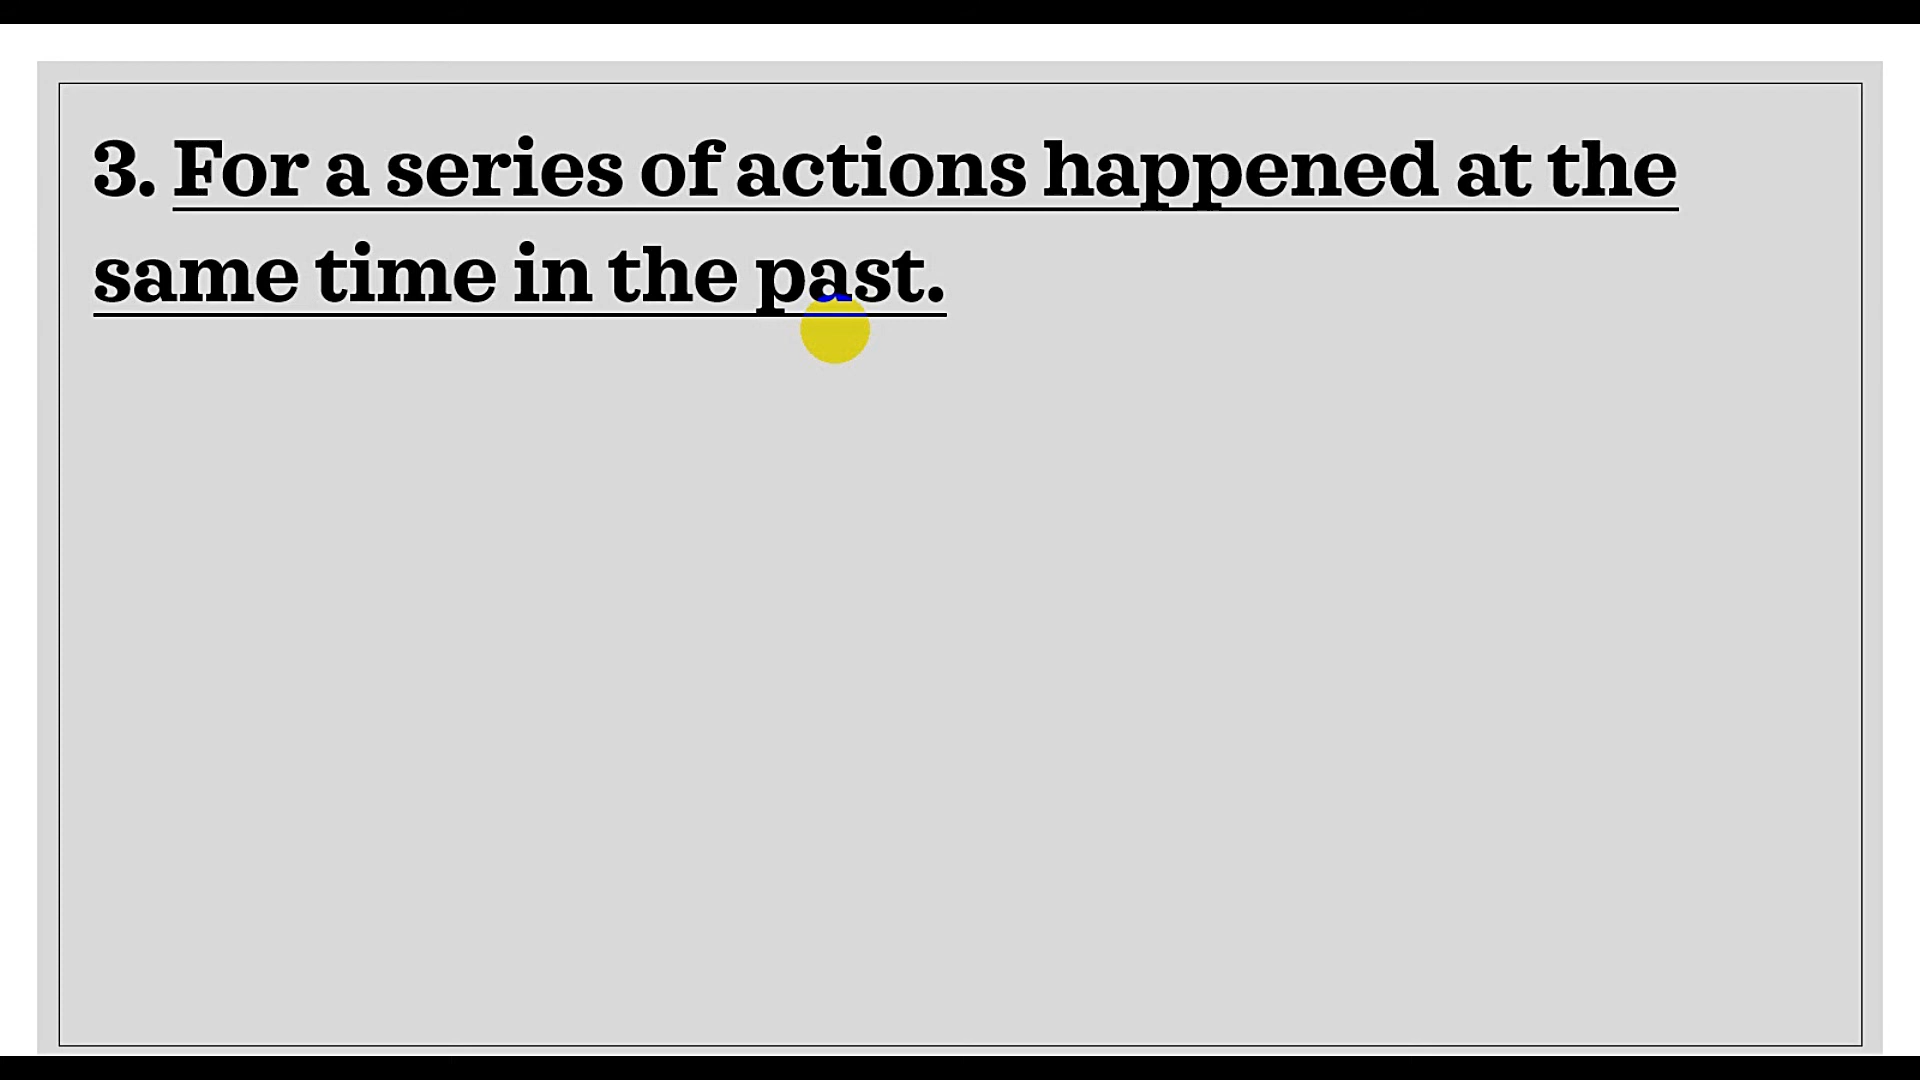 3. For a series of actions happened at the
same time in the past.